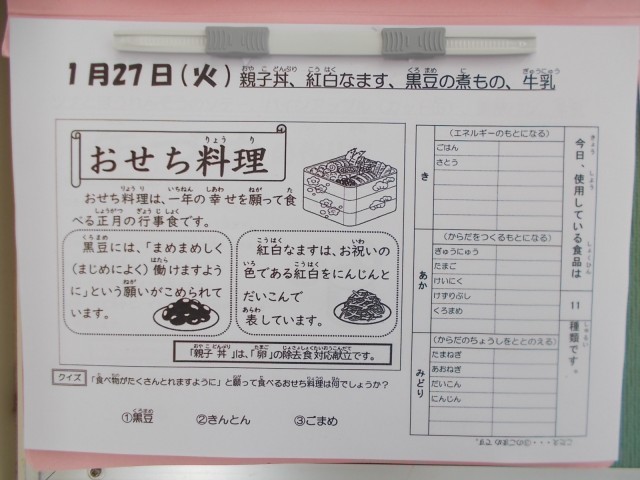 1月27日(火) 親子丼、紅白なます、黒豆の煮もの、牛乳
おせち料理
おせち料理は、一年の幸せを願って食
べる正月の行事食です。
黒豆には、「まめまめしく
(まじめによく)働けますよう
に」という願いがこめられて
います。
紅白なますは、お祝いの
色である紅白をにんじんと
だいこんで
表しています。
「親子丼」は、「卵」の除去食対応献立です。
クイズ 「食べ物がたくさんとれますように」と願って食べるおせち料理は何でしょうか?
①黒豆 ②きんとん ③ごまめ
今日、使用している食品は 11 種類です。
き
(エネルギーのもとになる)
ごはん
さとう
あか
(からだをつくるもとになる)
ぎゅうにゅう
たまご
けいにく
けずりぶし
くろまめ
みどり
(からだのちょうしをととのえる)
たまねぎ
あおねぎ
だいこん
にんじん
こたえ・・・③のごまめ です。